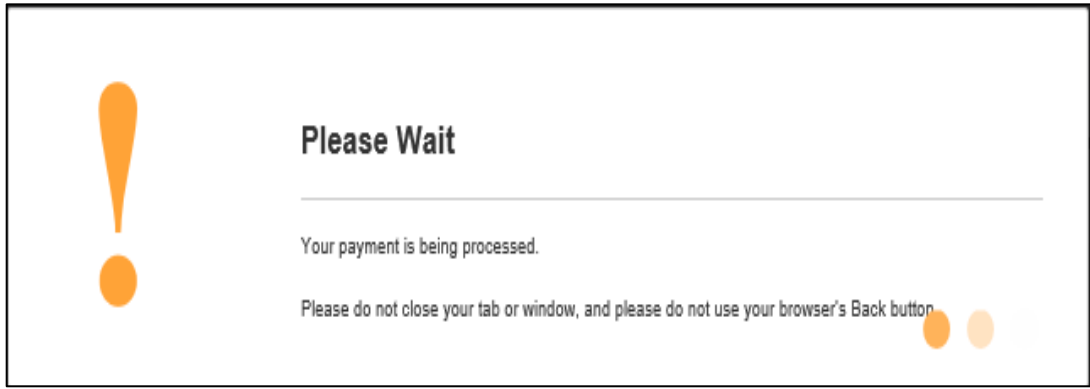 Please Wait
Your payment is being processed.
Please do not close your tab or window, and please do not use your browser's Back button.